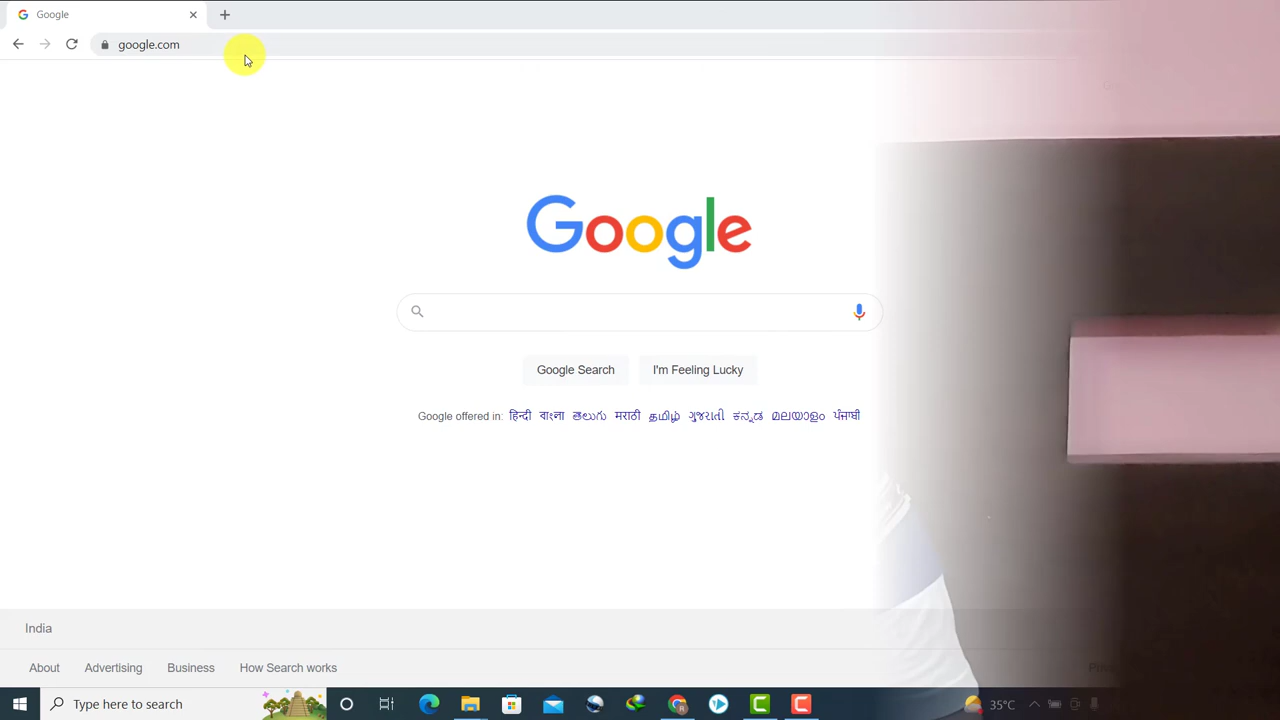 Google
google.com
Google
Google Search
I'm Feeling Lucky
Google offered in: हिन्दी বাংলা తెలుగు मराठी தமிழ் ગુજરાતી ಕನ್ನಡ മലയാളം ਪੰਜਾਬੀ
India
About
Advertising
Business
How Search works
Type here to search
35°C